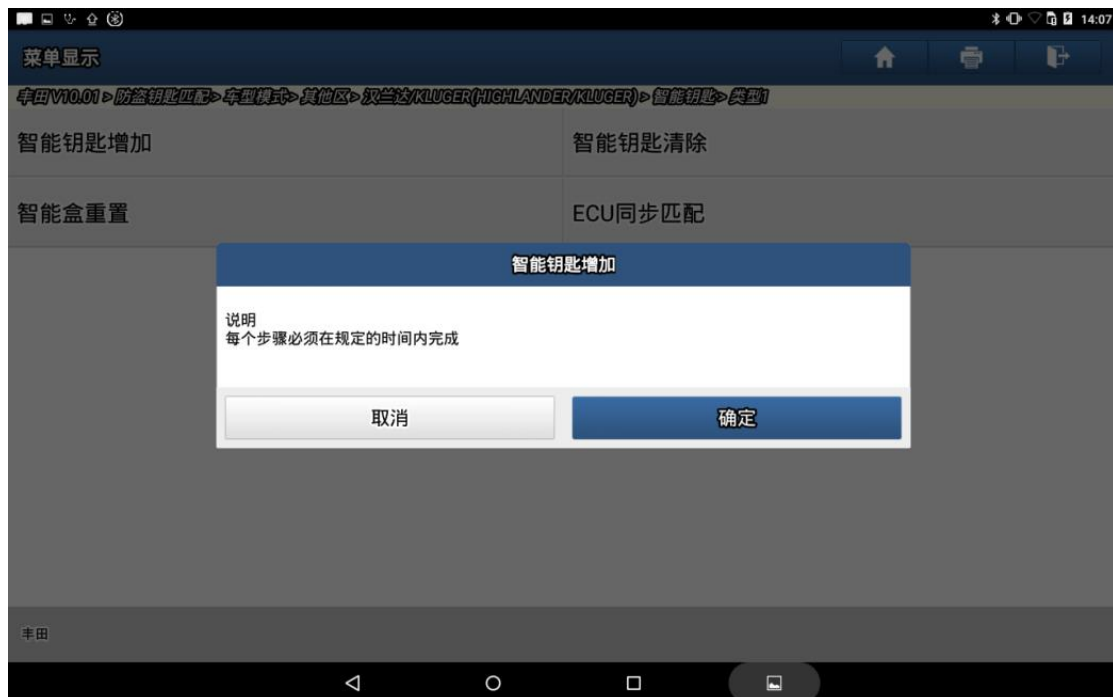 14:07
菜单显示
丰田V10.01 > 防盗钥匙匹配> 车型模式> 其他区> 汉兰达/KLUGER(HIGHLANDER/KLUGER) > 智能钥匙> 类型1
智能钥匙增加
智能钥匙清除
智能盒重置
ECU同步匹配
智能钥匙增加
说明
每个步骤必须在规定的时间内完成
取消
确定
丰田